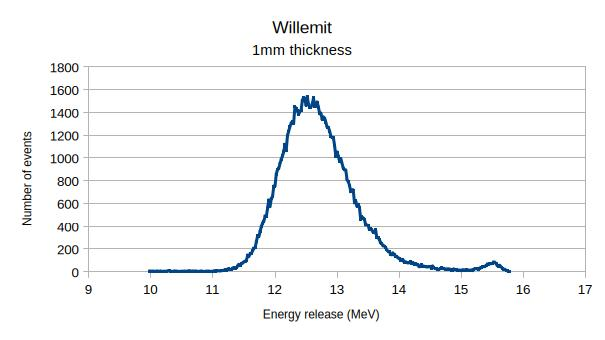 Willemit
1mm thickness
1800
1600
1400
1200
1000
800
600
400
200
0
Number of events
9 10 11 12 13 14 15 16 17
Energy release (MeV)